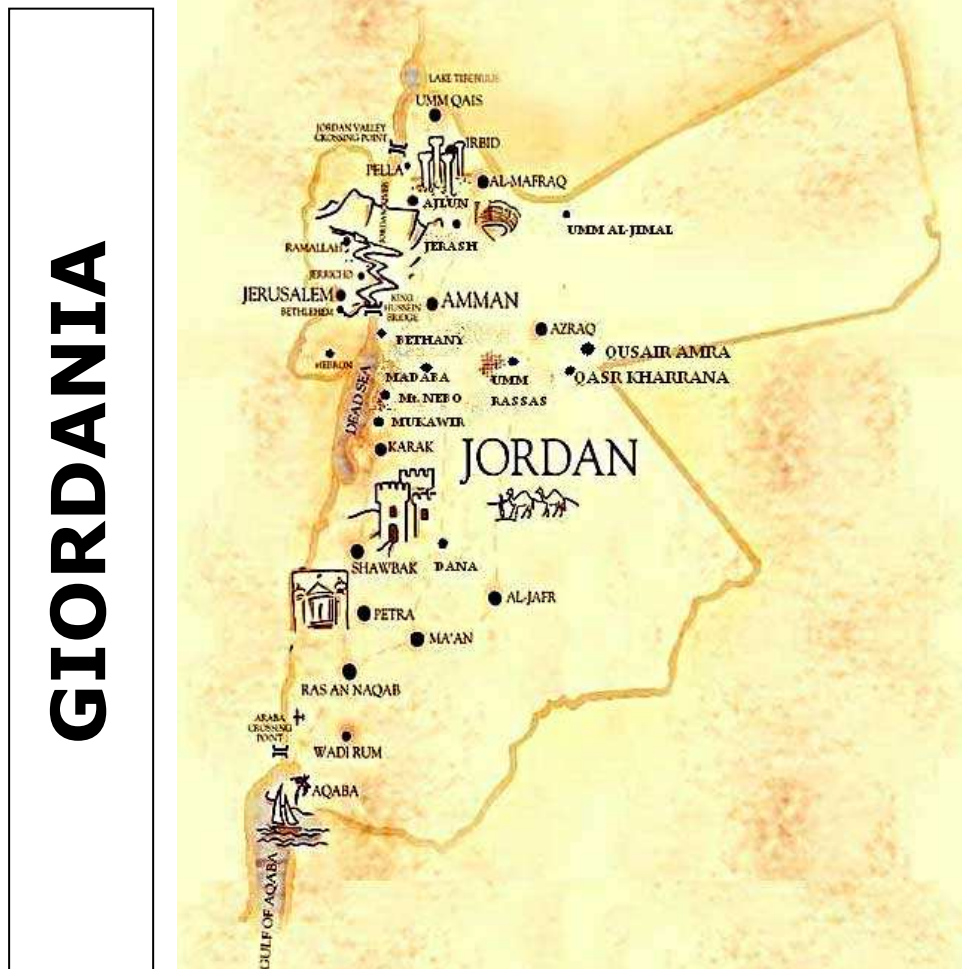 GIORDANIA
LAKE TIBERIUS
UMM QAIS
JORDAN VALLEY
CROSSING POINT
IRBID
PELLA
AL-MAFRAQ
AJLUN
JORDAN RIVER
UMM AL-JIMAL
JERASH
RAMALLAH
JERICHO
JERUSALEM
BETHLEHEM
KING
HUSSEIN
BRIDGE
AMMAN
AZRAQ
BETHANY
QUSAIR AMRA
HEBRON
MADABA
UMM
RASSAS
QASR KHARRANA
Mt. NEBO
DEAD SEA
MUKAWIR
KARAK
JORDAN
SHAWBAK
DANA
AL-JAFR
PETRA
MA'AN
RAS AN NAQAB
ARABA
CROSSING
POINT
WADI RUM
AQABA
GULF OF AQABA